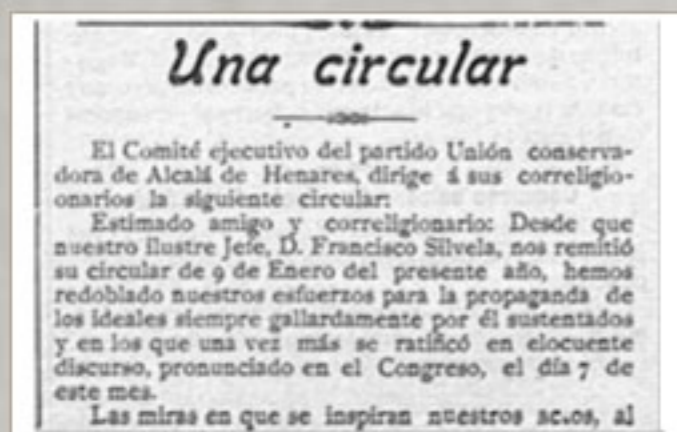 Una circular
El Comité ejecutivo del partido Unión conserva-
dora de Alcalá de Henares, dirige á sus correligio-
onarios la siguiente circular:
Estimado amigo y correligionario: Desde que
nuestro ilustre Jefe, D. Francisco Silvela, nos remitió
su circular de 9 de Enero del presente año, hemos
redoblado nuestros esfuerzos para la propaganda de
los ideales siempre gallardamente por él sustentados
y en los que una vez más se ratificó en elocuente
discurso, pronunciado en el Congreso, el día 7 de
este mes.
Las miras en que se inspiran nuestros actos, al